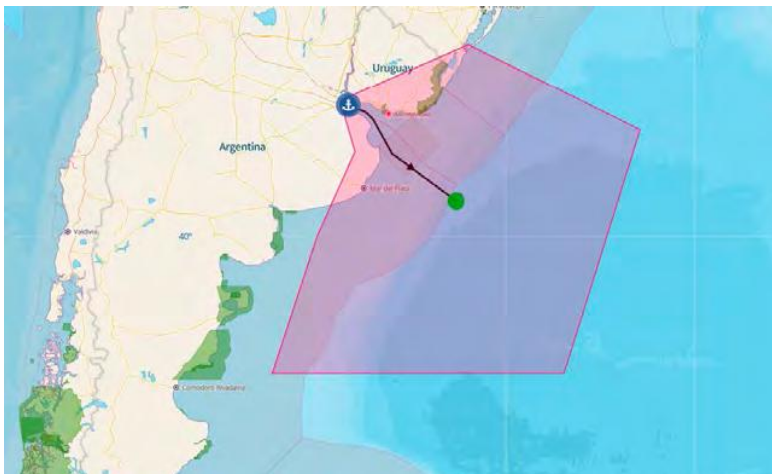 Uruguay
Argentina
Mar del Plata
Valdivia
40°
Comodoro Rivadavia